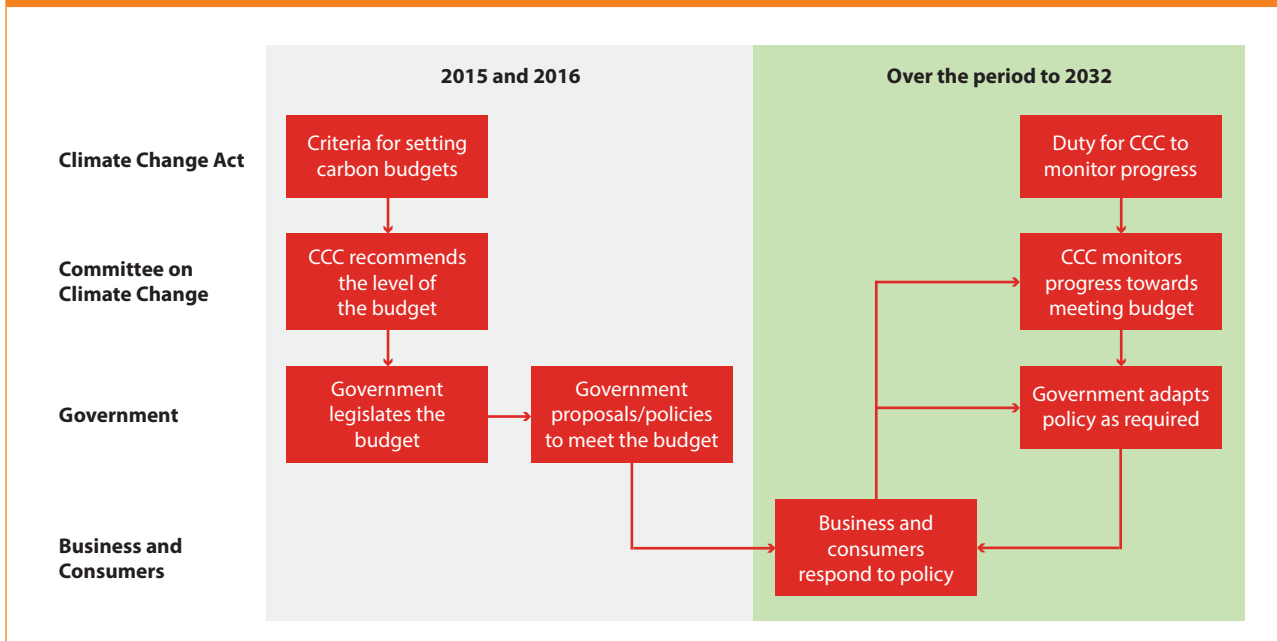 2015 and 2016
Over the period to 2032
Climate Change Act
Criteria for setting
carbon budgets
Duty for CCC to
monitor progress
Committee on
Climate Change
CCC recommends
the level of
the budget
CCC monitors
progress towards
meeting budget
Government
Government
legislates the
budget
Government
proposals/policies
to meet the budget
Government adapts
policy as required
Business and
Consumers
Business and
consumers
respond to policy